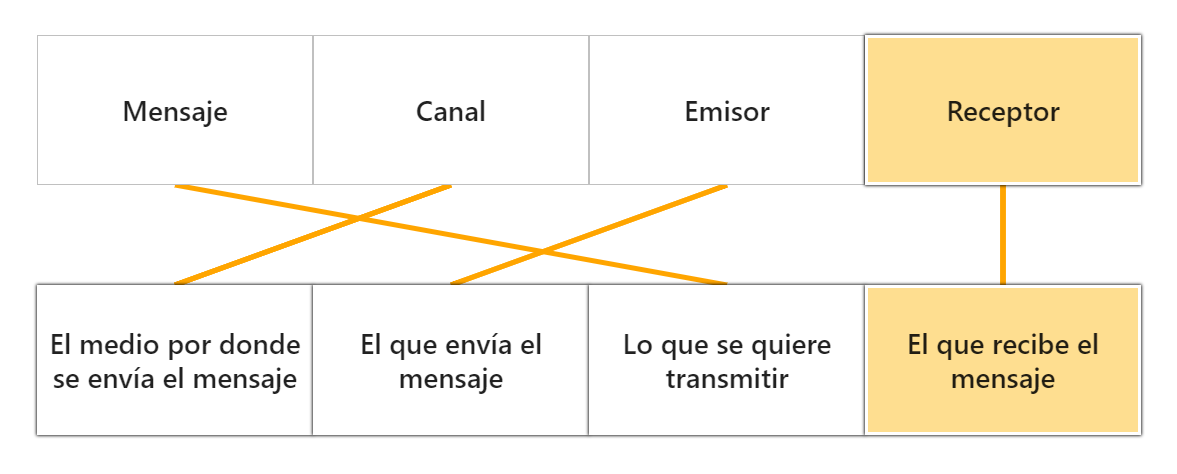 Mensaje
Canal
Emisor
Receptor
El medio por donde
se envía el mensaje
El que envía el
mensaje
Lo que se quiere
transmitir
El que recibe el
mensaje